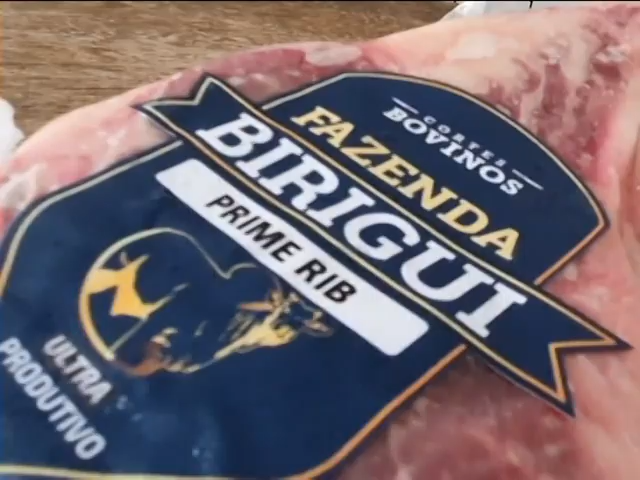 CORTES
BOVINOS
FAZENDA
BIRIGUI
PRIME RIB
ULTRA
PRODUTIVO